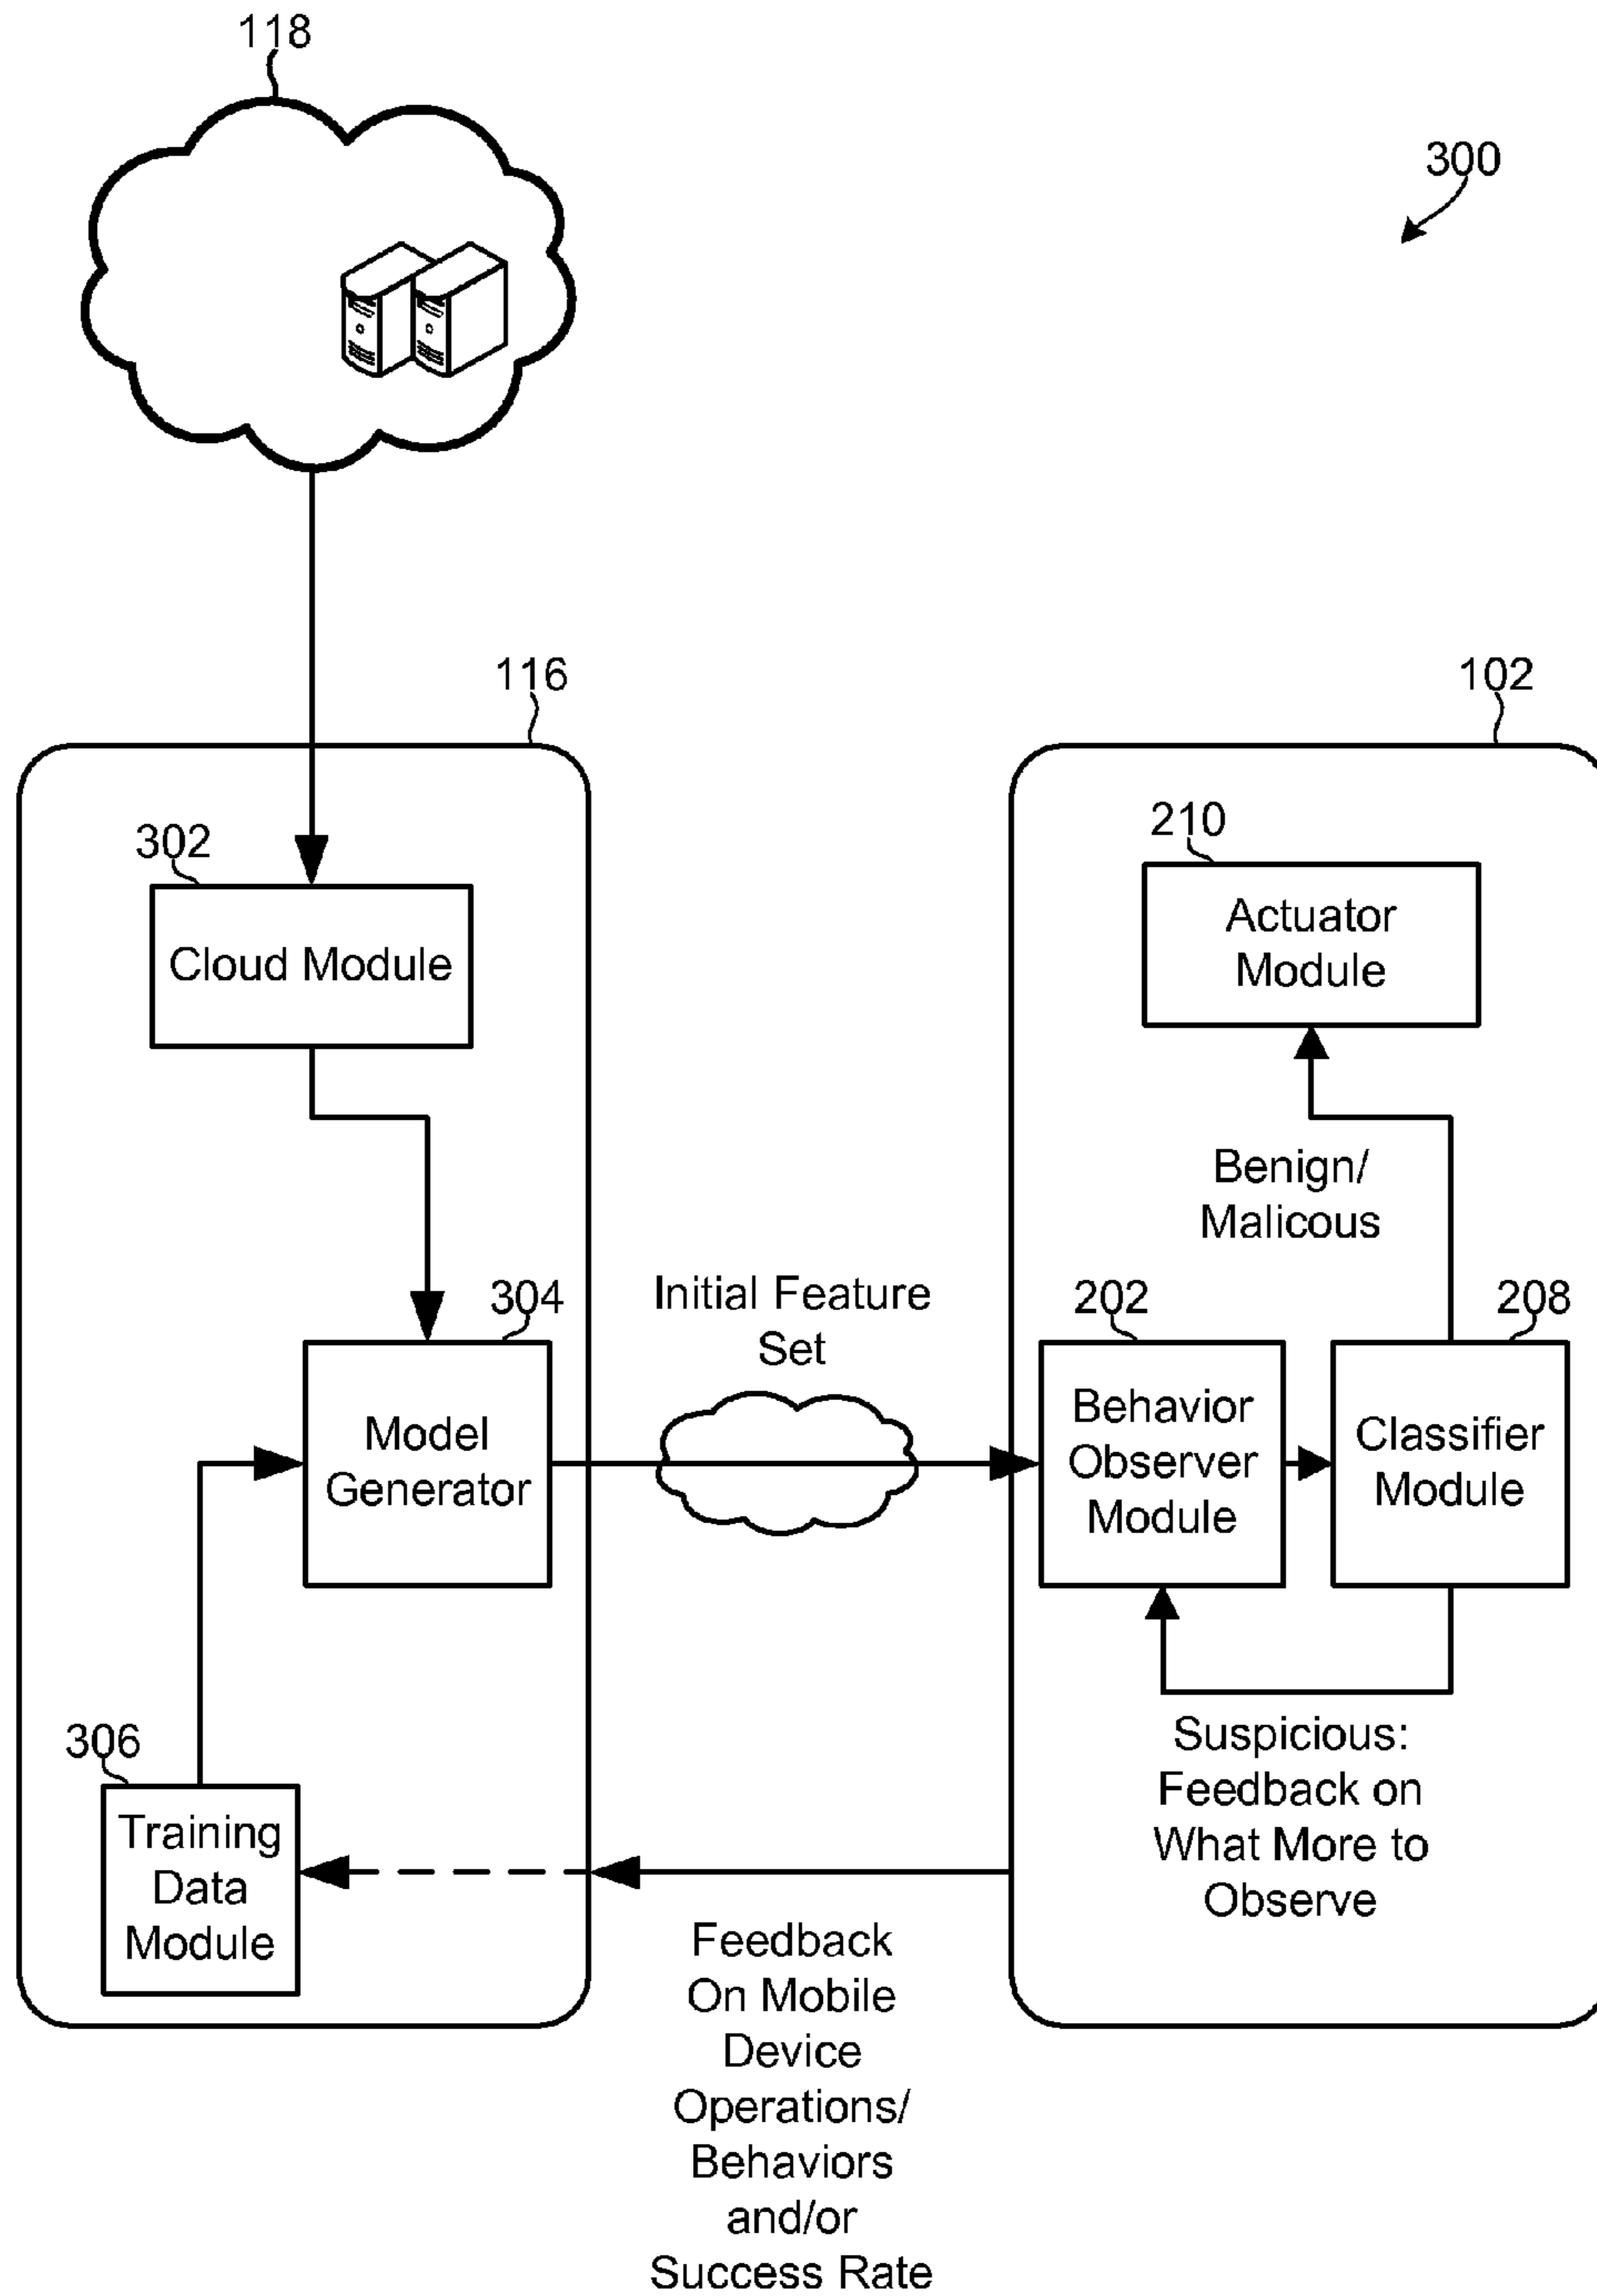 118
300
116
102
302
Cloud Module
210
Actuator
Module
Benign/
Malicous
304
Model
Generator
Initial Feature
Set
202
Behavior
Observer
Module
208
Classifier
Module
Suspicious:
Feedback on
What More to
Observe
306
Training
Data
Module
Feedback
On Mobile
Device
Operations/
Behaviors
and/or
Success Rate